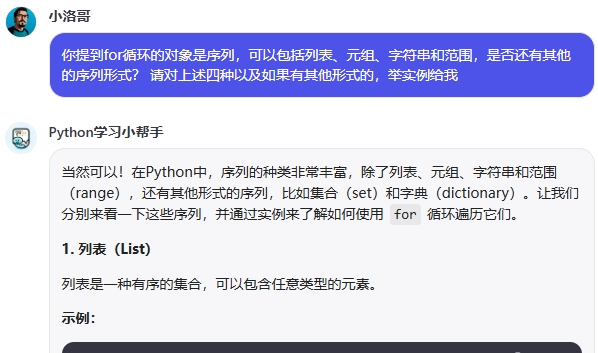 小洛哥
你提到for循环的对象是序列，可以包括列表、元组、字符串和范围，是否还有其他
的序列形式？ 请对上述四种以及如果有其他形式的，举实例给我
Python学习小帮手
当然可以！在Python中，序列的种类非常丰富，除了列表、元组、字符串和范围
（range），还有其他形式的序列，比如集合（set）和字典（dictionary）。让我们
分别来看一下这些序列，并通过实例来了解如何使用 for 循环遍历它们。
1. 列表（List）
列表是一种有序的集合，可以包含任意类型的元素。
示例：